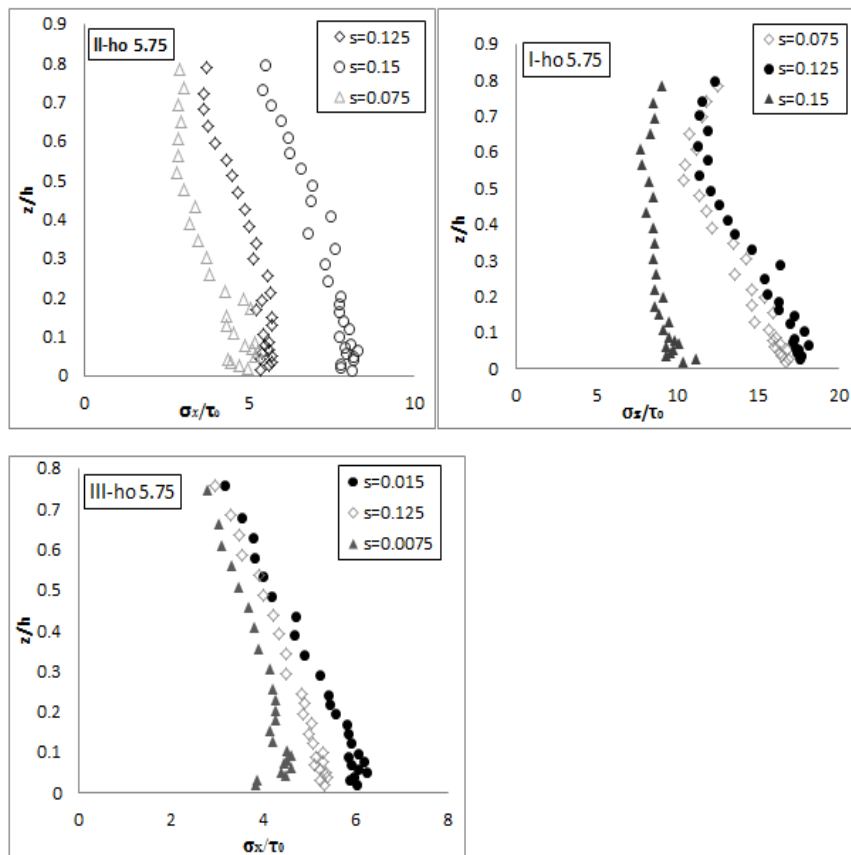 II-ho 5.75
s=0.125
s=0.15
s=0.075
z/h
0.9
0.8
0.7
0.6
0.5
0.4
0.3
0.2
0.1
0
0 5 10
σx/τ0
I-ho 5.75
s=0.075
s=0.125
s=0.15
z/h
0.9
0.8
0.7
0.6
0.5
0.4
0.3
0.2
0.1
0
0 5 10 15 20
σx/τ0
III-ho 5.75
s=0.015
s=0.125
s=0.0075
z/h
0.8
0.7
0.6
0.5
0.4
0.3
0.2
0.1
0
0 2 4 6 8
σx/τ0